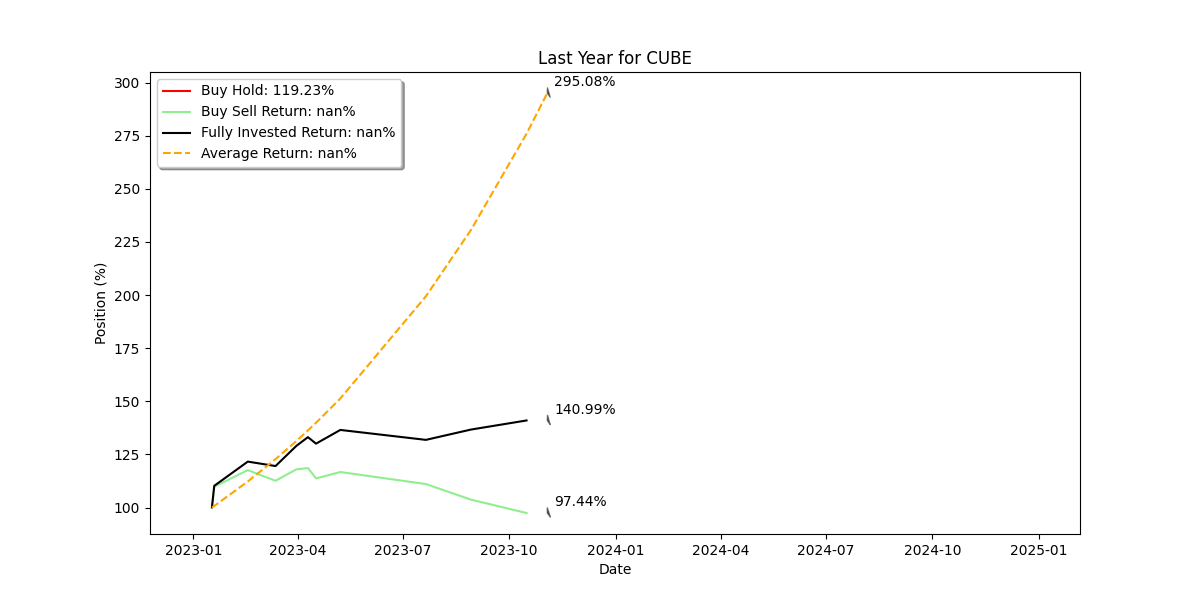 Last Year for CUBE
Buy Hold: 119.23%
Buy Sell Return: nan%
Fully Invested Return: nan%
Average Return: nan%
295.08%
140.99%
97.44%
Position (%)
300
275
250
225
200
175
150
125
100
2023-01 2023-04 2023-07 2023-10 2024-01 2024-04 2024-07 2024-10 2025-01
Date